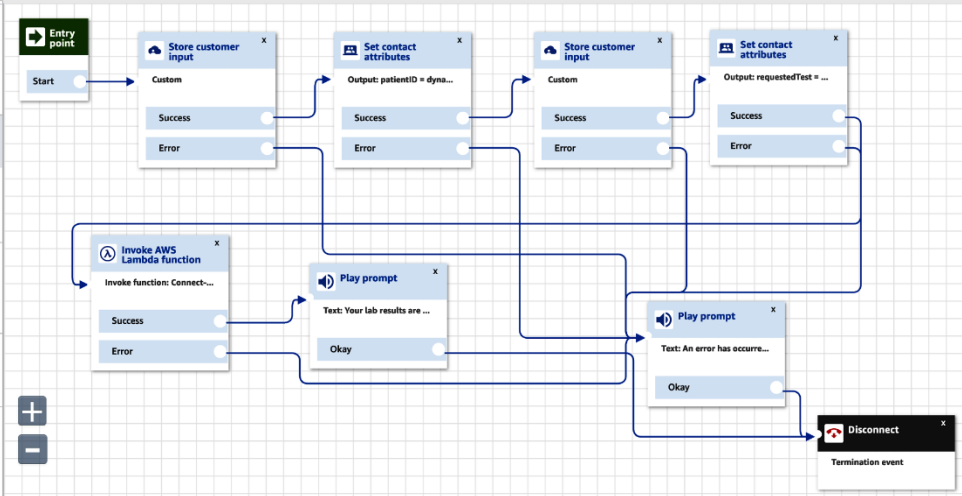 Entry
point
Start
Store customer
input
x
Custom
Success
Error
Set contact
attributes
x
Output: patientID = dyna...
Success
Error
Store customer
input
x
Custom
Success
Error
Set contact
attributes
x
Output: requestedTest = ...
Success
Error
Invoke AWS
Lambda function
x
Invoke function: Connect-...
Success
Error
Play prompt
x
Text: Your lab results are ...
Okay
Play prompt
x
Text: An error has occurre...
Okay
Disconnect
x
Termination event